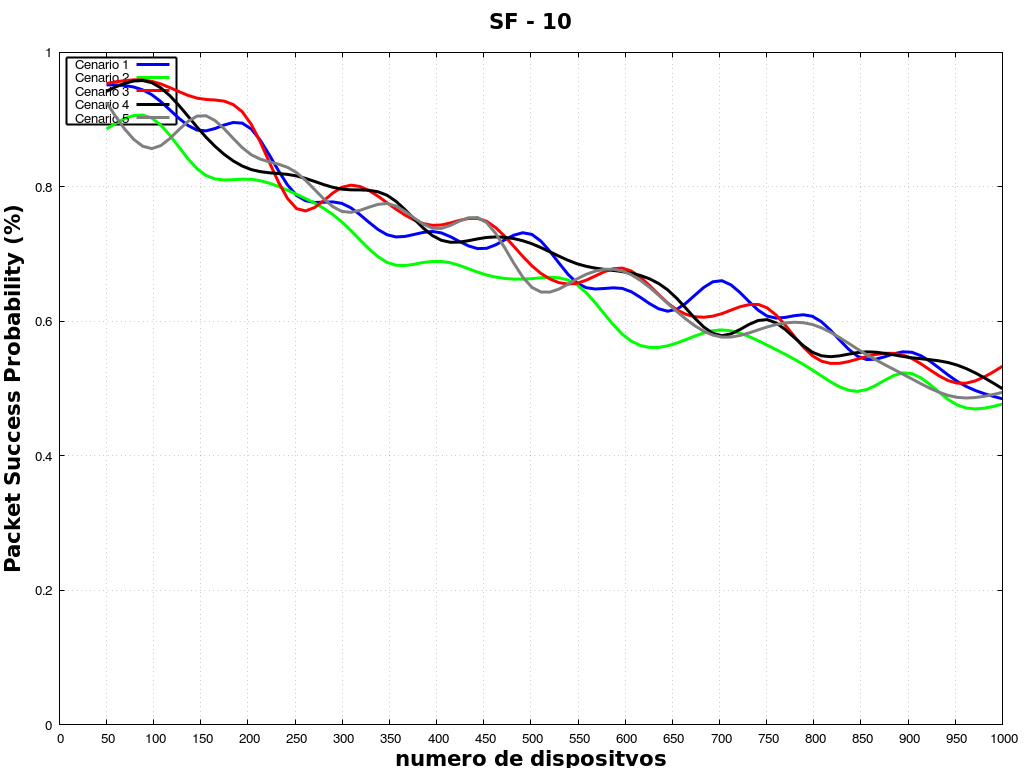 SF - 10
Packet Success Probability (%)
1
0.8
0.6
0.4
0.2
0
Cenario 1
Cenario 2
Cenario 3
Cenario 4
Cenario 5
0 50 100 150 200 250 300 350 400 450 500 550 600 650 700 750 800 850 900 950 1000
numero de dispositvos